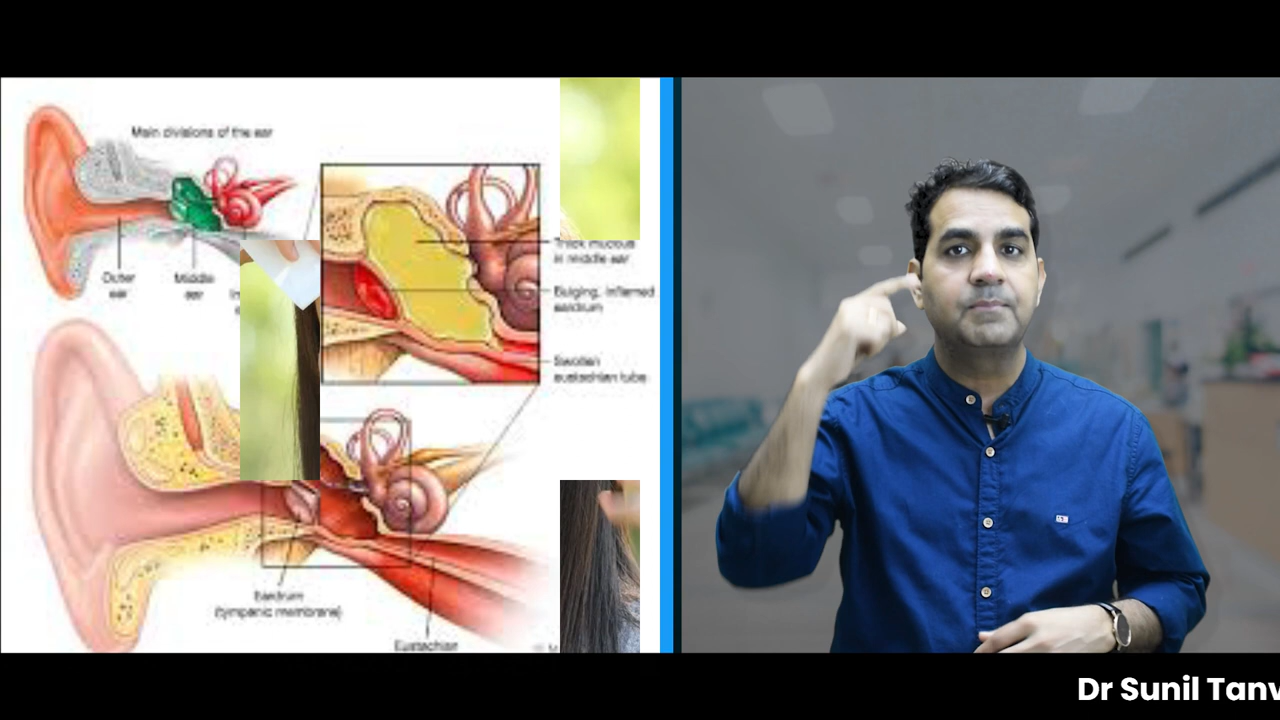 Main divisions of the ear
Outer
ear
Middle
ear
Thick mucous
in middle ear
Bulging, inflamed
eardrum
Swollen
eustachian tube
Eardrum
(tympanic membrane)
Eustachian
Dr Sunil Tanv